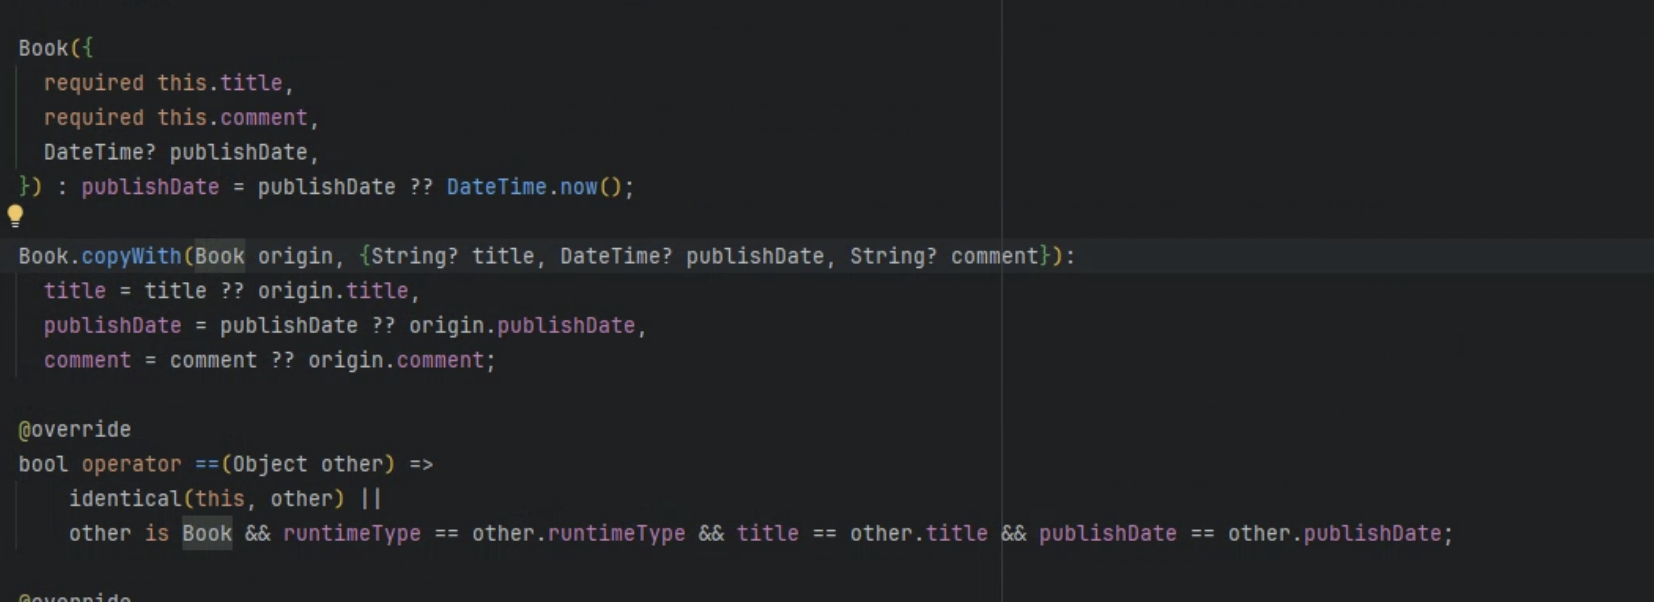 Book({
required this.title,
required this.comment,
DateTime? publishDate,
}) : publishDate = publishDate ?? DateTime.now();
Book.copyWith(Book origin, {String? title, DateTime? publishDate, String? comment}):
title = title ?? origin.title,
publishDate = publishDate ?? origin.publishDate,
comment = comment ?? origin.comment;
@override
bool operator ==(Object other) =>
identical(this, other) ||
other is Book && runtimeType == other.runtimeType && title == other.title && publishDate == other.publishDate;
@override